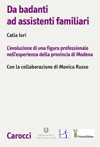 Da badanti
ad assistenti familiari
Catia Iori
L'evoluzione di una figura professionale
nell'esperienza della provincia di Modena
Con la collaborazione di Monica Russo
Carocci